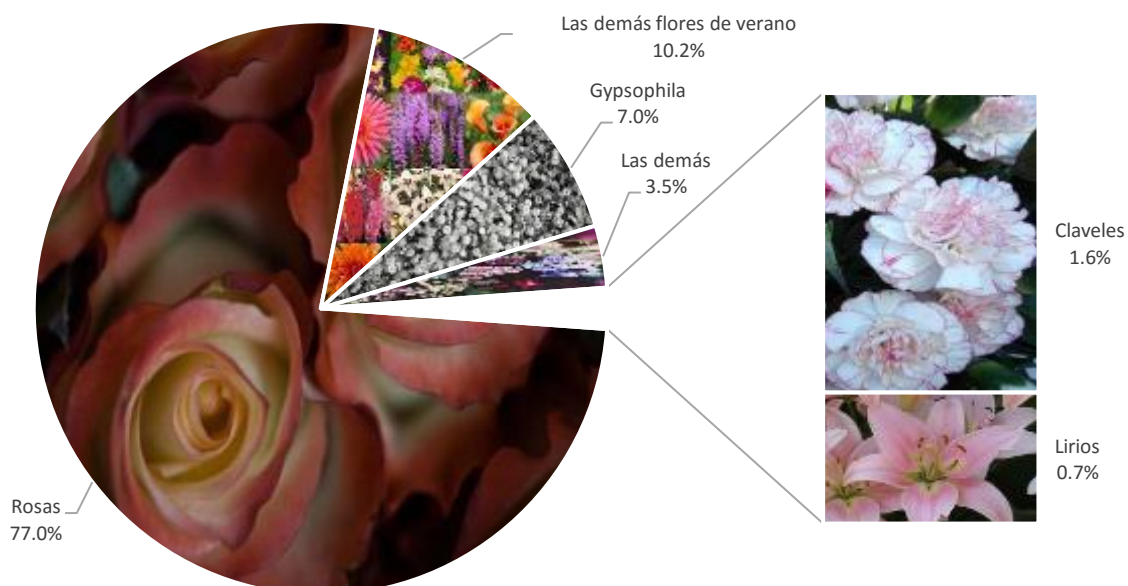 Las demás flores de verano
10.2%
Gypsophila
7.0%
Las demás
3.5%
Claveles
1.6%
Lirios
0.7%
Rosas
77.0%